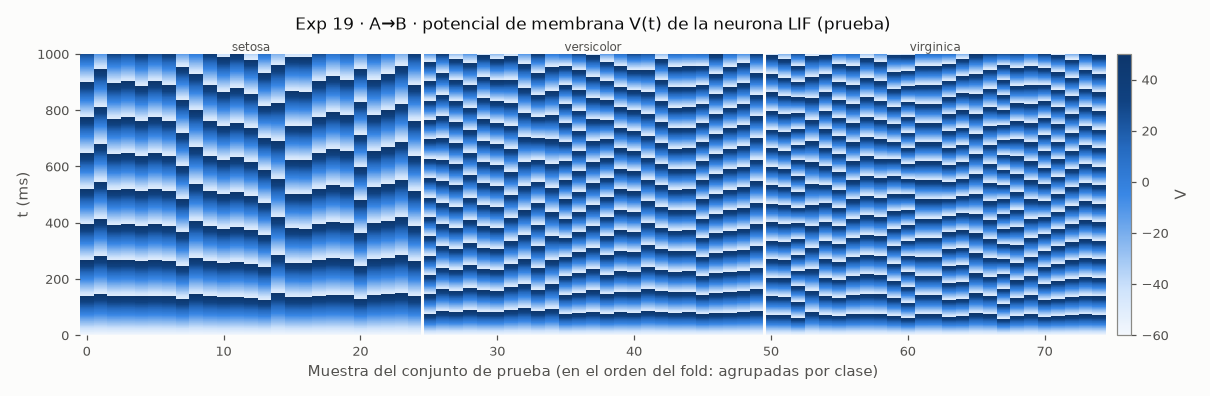 Exp 19 · A→B · potencial de membrana V(t) de la neurona LIF (prueba)
setosa
versicolor
virginica
1000
800
600
400
200
0
t (ms)
0
10
20
30
40
50
60
70
Muestra del conjunto de prueba (en el orden del fold: agrupadas por clase)
40
20
0
−20
−40
−60
V